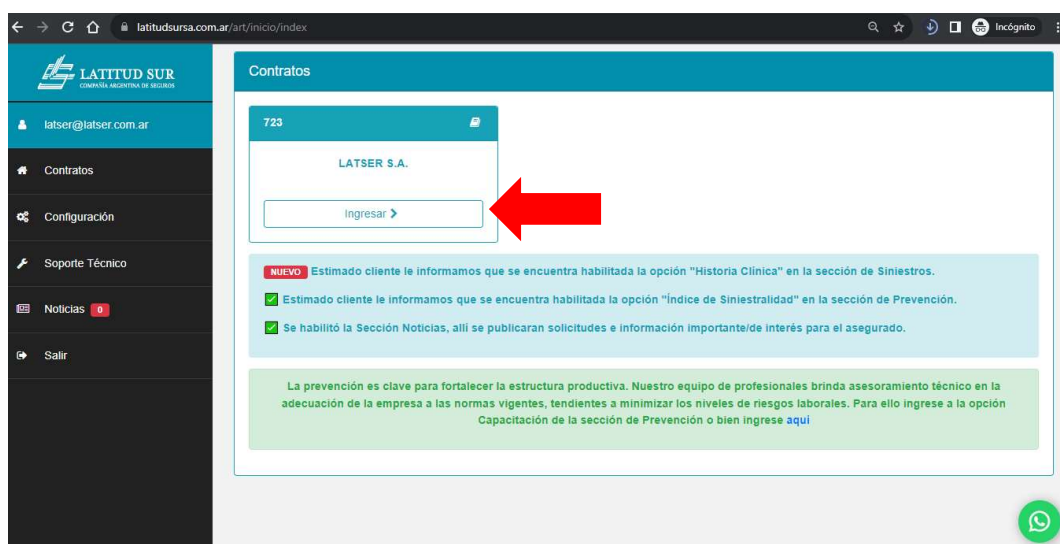 latitudsursa.com.ar/art/inicio/index
Incógnito
LATITUD SUR
COMPAÑÍA ARGENTINA DE SEGUROS
latser@latser.com.ar
Contratos
Configuración
Soporte Técnico
Noticias 0
Salir
Contratos
723
LATSER S.A.
Ingresar
NUEVO Estimado cliente le informamos que se encuentra habilitada la opción "Historia Clínica" en la sección de Siniestros.
Estimado cliente le informamos que se encuentra habilitada la opción "Índice de Siniestralidad" en la sección de Prevención.
Se habilitó la Sección Noticias, allí se publicaran solicitudes e información importante/de interés para el asegurado.
La prevención es clave para fortalecer la estructura productiva. Nuestro equipo de profesionales brinda asesoramiento técnico en la
adecuación de la empresa a las normas vigentes, tendientes a minimizar los niveles de riesgos laborales. Para ello ingrese a la opción
Capacitación de la sección de Prevención o bien ingrese aquí